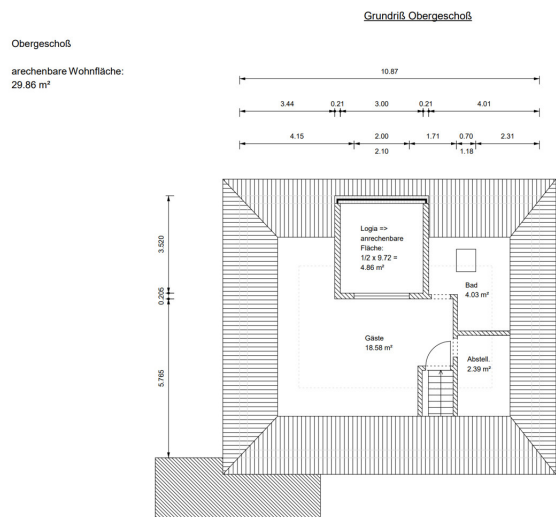 Grundriß Obergeschoß
Obergeschoß
arechenbare Wohnfläche:
29.86 m²
10.87
3.44 0.21 3.00 0.21 4.01
4.15 2.00 1.71 0.70 2.31
2.10 1.18
3.520
0.205
5.765
Logia =>
anrechenbare
Fläche:
1/2 x 9.72 =
4.86 m²
Bad
4.03 m²
Gäste
18.58 m²
Abstell.
2.39 m²